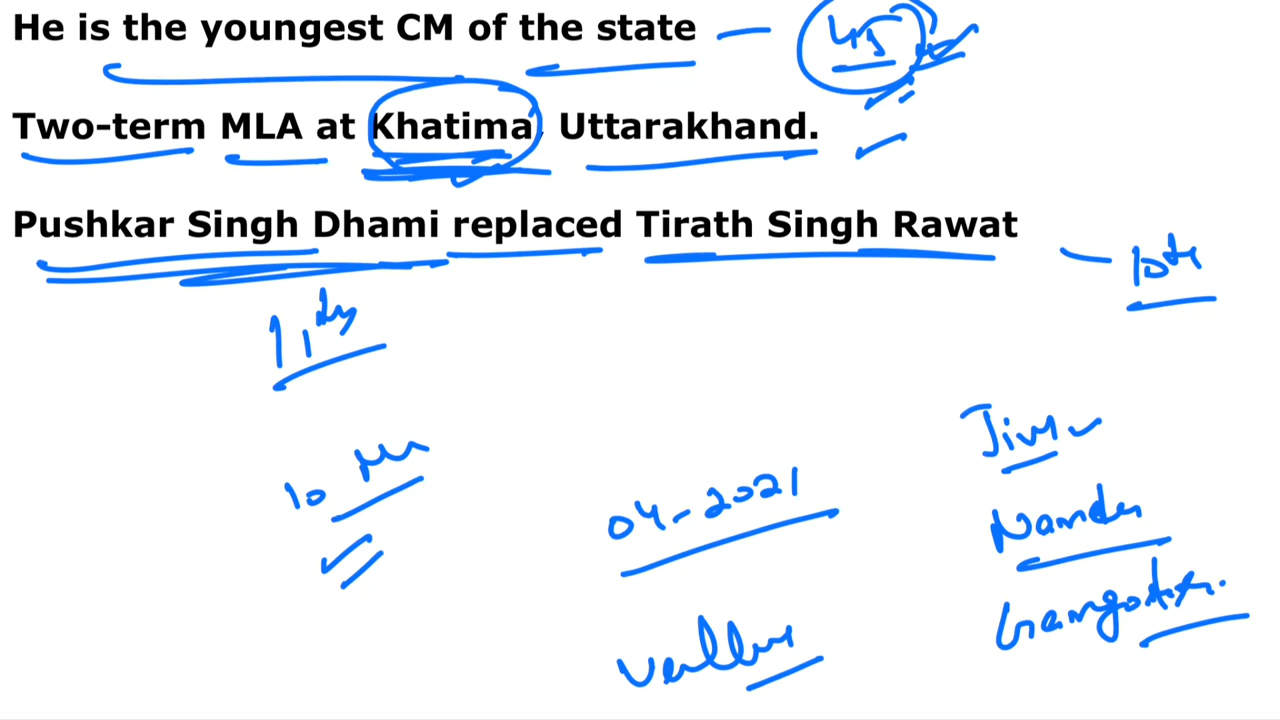 He is the youngest CM of the state — 45
Two-term MLA at Khatima, Uttarakhand.
Pushkar Singh Dhami replaced Tirath Singh Rawat — 10th
11th
10
04-2021
Nanda